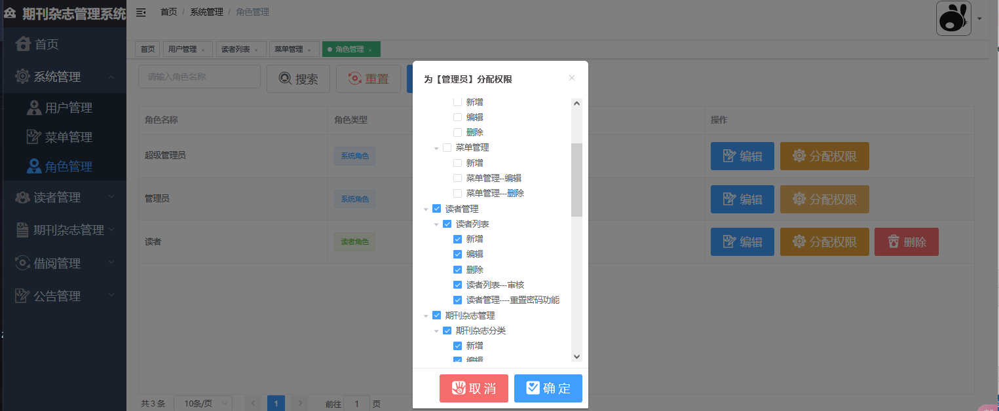 期刊杂志管理系统
首页 / 系统管理 / 角色管理
首页
系统管理
用户管理
菜单管理
角色管理
读者管理
期刊杂志管理
借阅管理
公告管理
首页 用户管理 × 读者列表 × 菜单管理 × 角色管理 ×
请输入角色名称 搜索 重置
角色名称 角色类型 操作
超级管理员 系统角色 编辑 分配权限
管理员 系统角色 编辑 分配权限
读者 读者角色 编辑 分配权限 删除
共 3 条 10条/页 1 前往 1 页
为【管理员】分配权限
新增
编辑
删除
菜单管理
新增
菜单管理--编辑
菜单管理---删除
读者管理
读者列表
新增
编辑
删除
读者列表---审核
读者管理----重置密码功能
期刊杂志管理
期刊杂志分类
新增
编辑
取 消 确 定